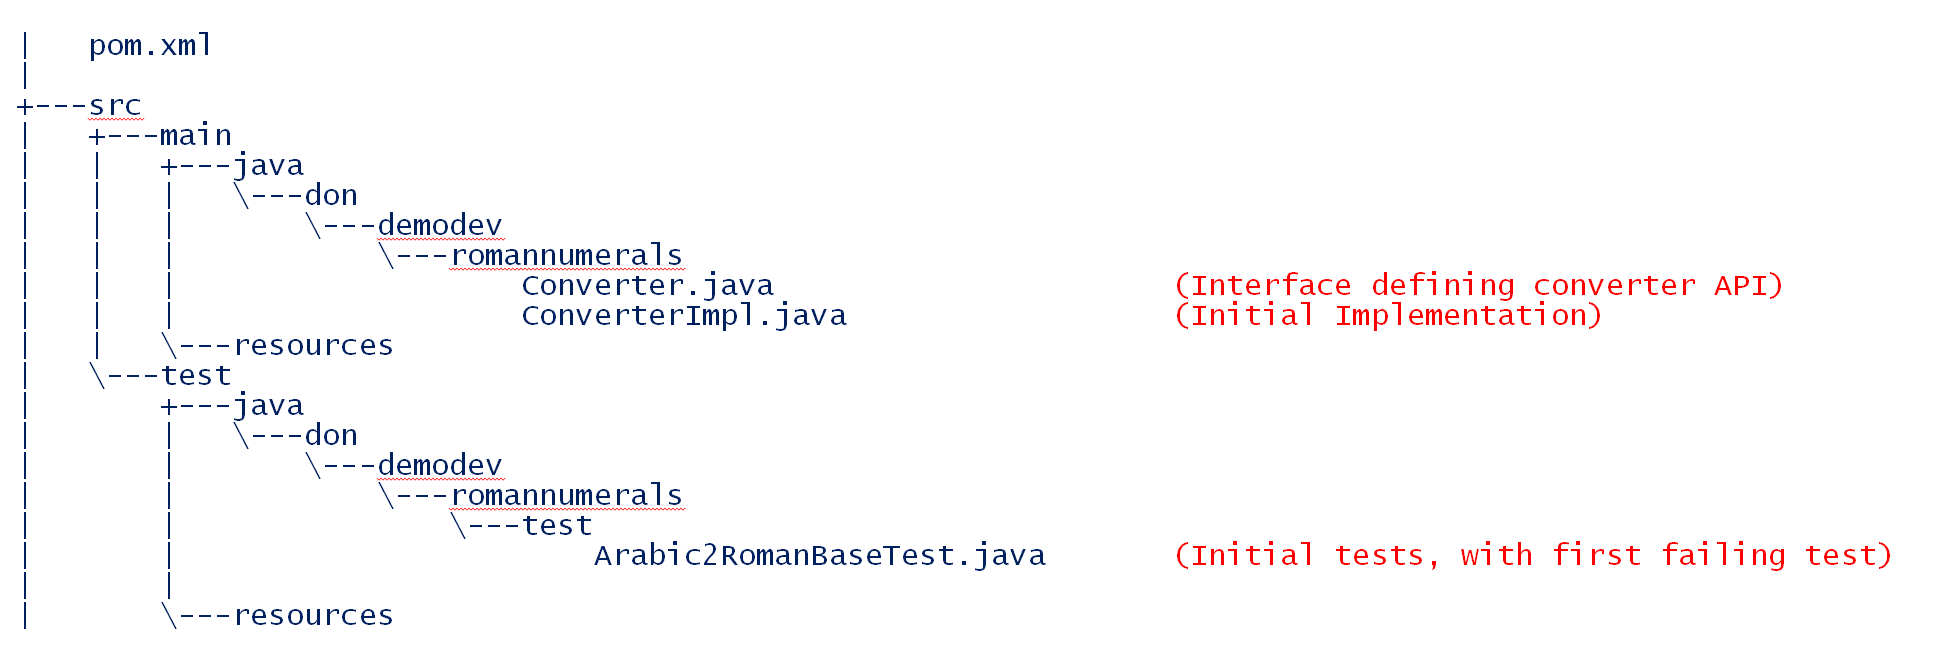 |   pom.xml
|
+---src
|   +---main
|   |   +---java
|   |   |   \---don
|   |   |       \---demodev
|   |   |           \---romannumerals
|   |   |                   Converter.java                      (Interface defining converter API)
|   |   |                   ConverterImpl.java                  (Initial Implementation)
|   |   \---resources
|   \---test
|       +---java
|       |   \---don
|       |       \---demodev
|       |           \---romannumerals
|       |               \---test
|       |                       Arabic2RomanBaseTest.java       (Initial tests, with first failing test)
|       |
|       \---resources